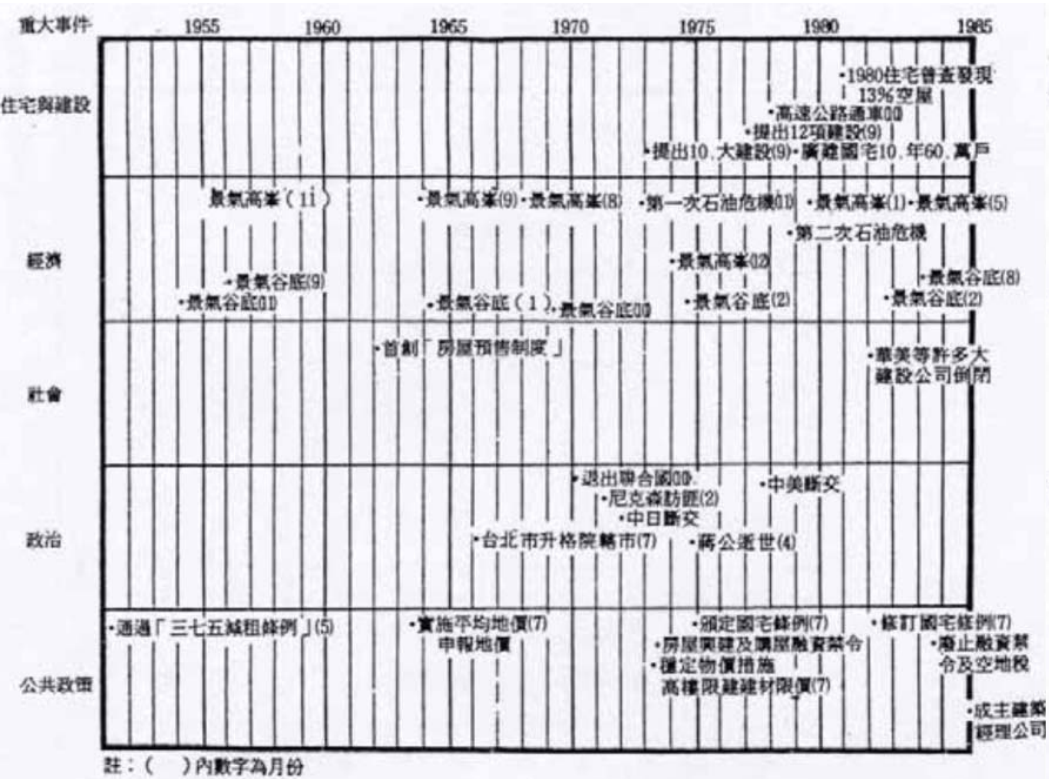 重大事件 1955 1960 1965 1970 1975 1980 1985
住宅與建設
·1980住宅普查發現
13%空屋
·高速公路通車(10)
·提出12項建設(9)
·提出10.大建設(9) ·廣建國宅10.年60.萬戶
經濟
景氣高峯(11) ·景氣高峯(9) ·景氣高峯(8) ·第一次石油危機(11) ·景氣高峯(1) ·景氣高峯(5)
·第二次石油危機
·景氣高峯(12)
·景氣谷底(9) ·景氣谷底(8)
·景氣谷底(11) ·景氣谷底(1) ·景氣谷底(10) ·景氣谷底(2) ·景氣谷底(2)
社會
·首創「房屋預售制度」
·華美等許多大
建設公司倒閉
政治
·退出聯合國(10) ·中美斷交
·尼克森訪匪(2)
·中日斷交
·台北市升格院轄市(7) ·蔣公逝世(4)
公共政策
·通過「三七五減租條例」(5) ·實施平均地價(7) ·頒定國宅條例(7) ·修訂國宅條例(7)
申報地價 ·房屋興建及購屋融資禁令 ·廢止融資禁
·穩定物價措施 令及空地稅
高樓限建建材限價(7)
·成主建築
經理公司
註：( )內數字為月份